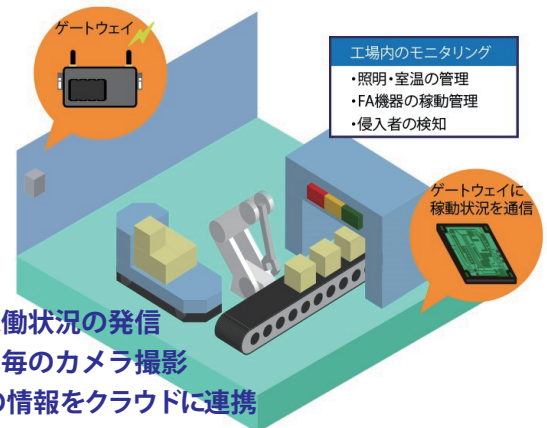 ゲートウェイ
工場内のモニタリング
・照明・室温の管理
・FA機器の稼動管理
・侵入者の検知
ゲートウェイに
稼動状況を通信
働状況の発信
毎のカメラ撮影
の情報をクラウドに連携